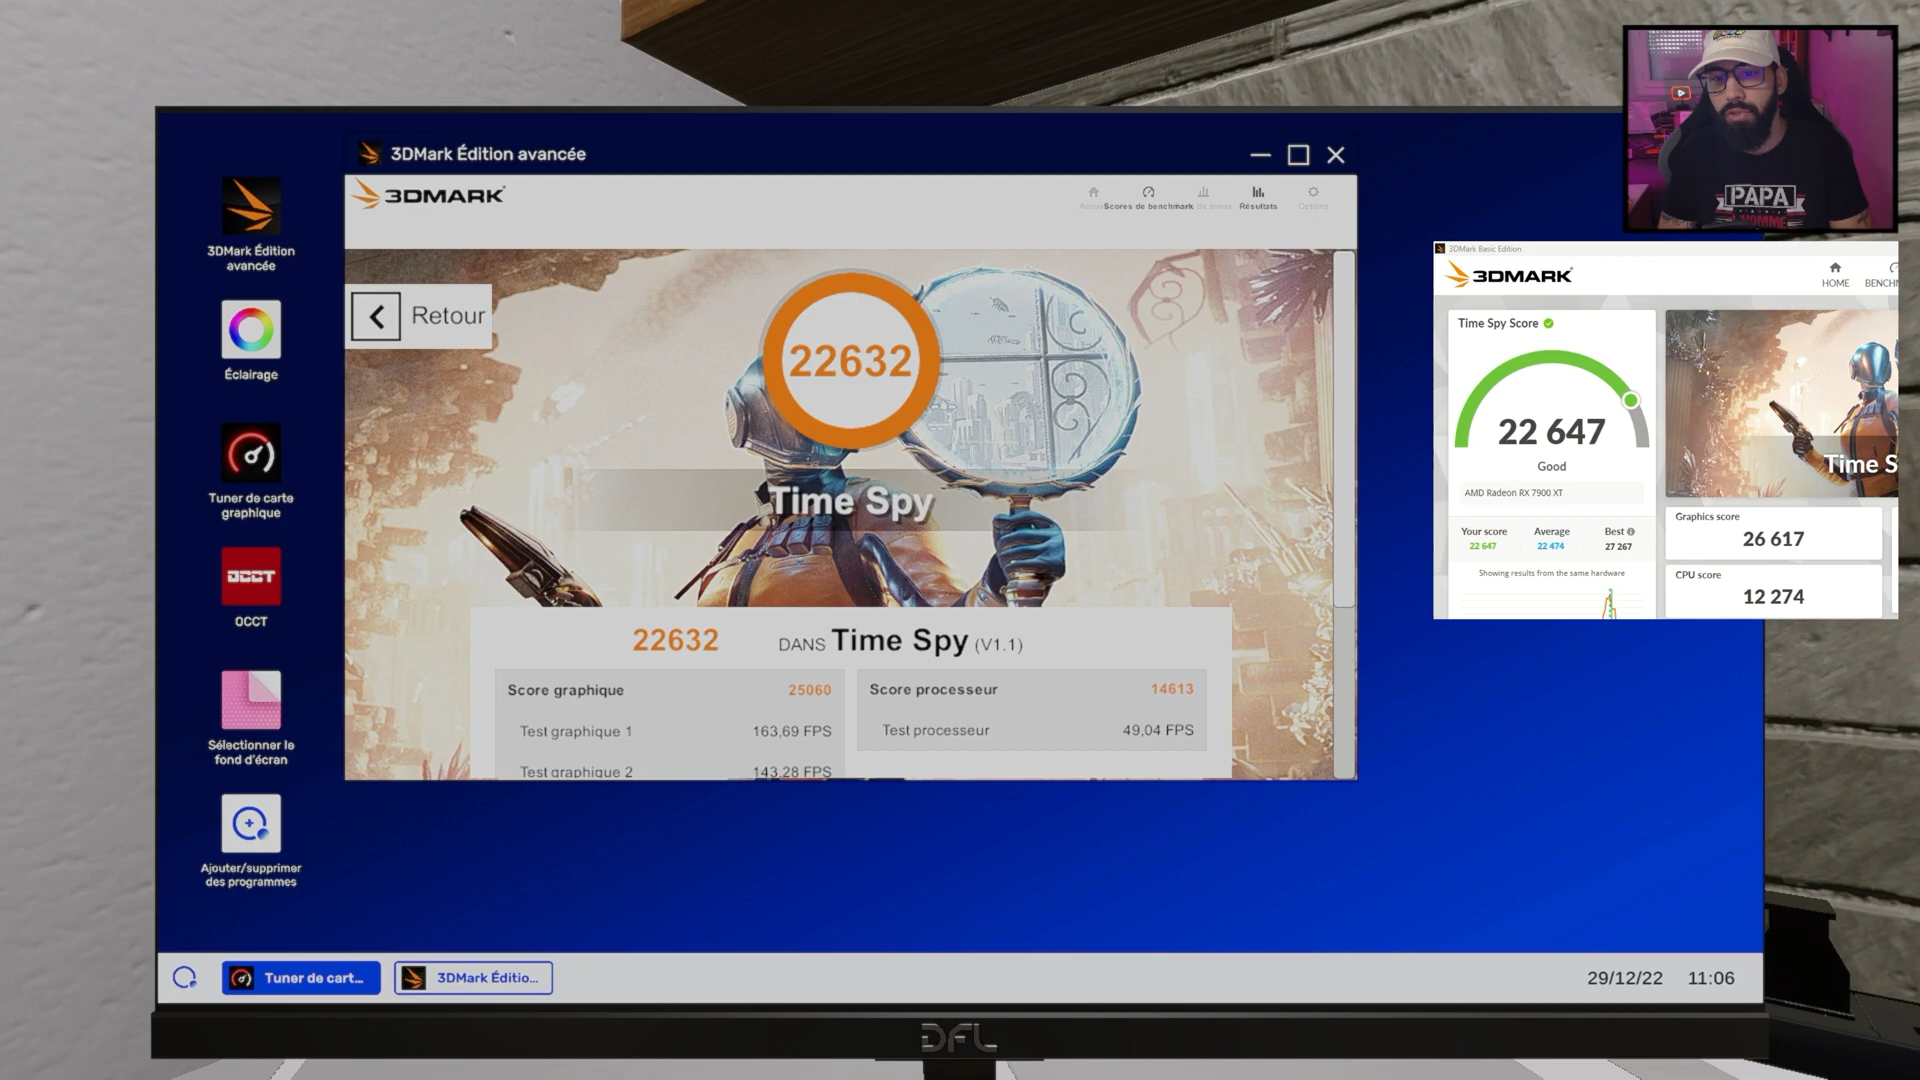 3DMark Édition avancée
3DMARK
Scores de benchmark
Résultats
Options
Retour
22632
Time Spy
22632 DANS Time Spy (V1.1)
Score graphique 25060
Test graphique 1 163,69 FPS
Test graphique 2 143,28 FPS
Score processeur 14613
Test processeur 49,04 FPS
3DMark Édition
avancée
Éclairage
Tuner de carte
graphique
OCCT
OCCT
Sélectionner le
fond d'écran
Ajouter/supprimer
des programmes
Tuner de cart...
3DMark Éditio...
29/12/22 11:06
DFL
PAPA
L'HOMME
3DMark Basic Edition
3DMARK
HOME
BENCHM
Time Spy Score
22 647
Good
AMD Radeon RX 7900 XT
Your score Average Best
22 647 22 474 27 267
Showing results from the same hardware
Time S
Graphics score
26 617
CPU score
12 274